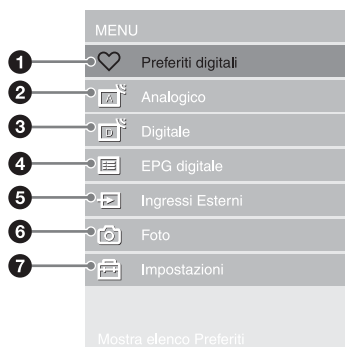 MENU
1 Preferiti digitali
2 A Analogico
3 D Digitale
4 EPG digitale
5 Ingressi Esterni
6 Foto
7 Impostazioni
Mostra elenco Preferiti